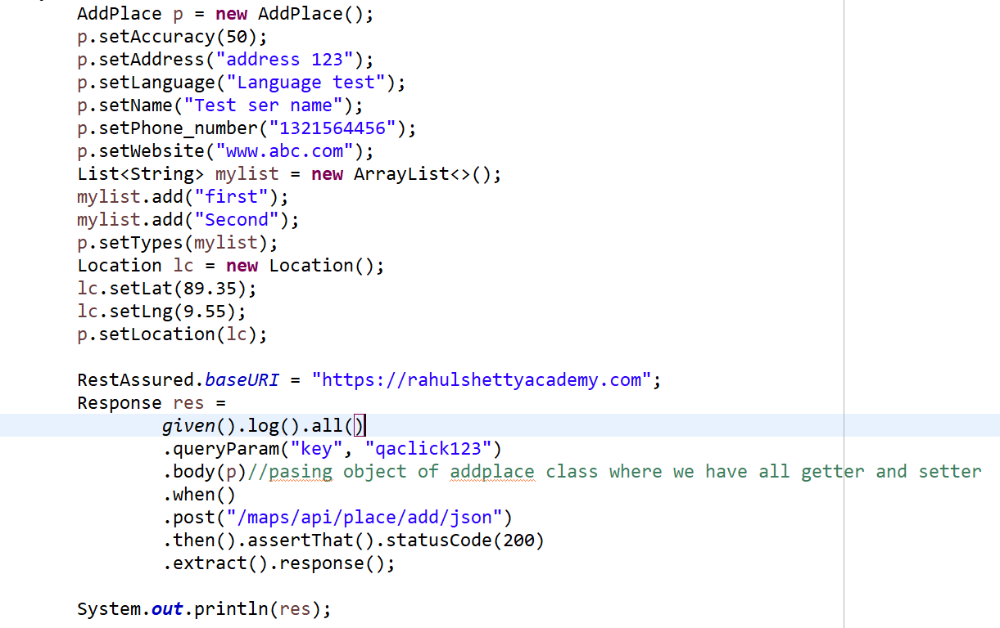 AddPlace p = new AddPlace();
p.setAccuracy(50);
p.setAddress("address 123");
p.setLanguage("Language test");
p.setName("Test ser name");
p.setPhone_number("1321564456");
p.setWebsite("www.abc.com");
List<String> mylist = new ArrayList<>();
mylist.add("first");
mylist.add("Second");
p.setTypes(mylist);
Location lc = new Location();
lc.setLat(89.35);
lc.setLng(9.55);
p.setLocation(lc);
RestAssured.baseURI = "https://rahulshettyacademy.com";
Response res =
given().log().all()
.queryParam("key", "qaclick123")
.body(p)//pasing object of addplace class where we have all getter and setter
.when()
.post("/maps/api/place/add/json")
.then().assertThat().statusCode(200)
.extract().response();
System.out.println(res);